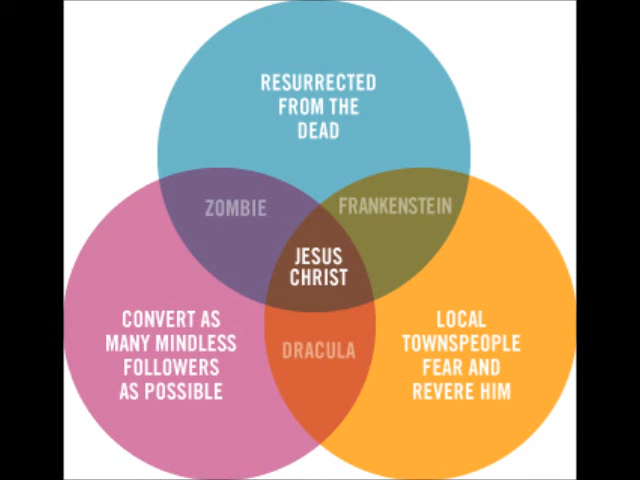 RESURRECTED
FROM THE
DEAD
ZOMBIE
FRANKENSTEIN
JESUS
CHRIST
CONVERT AS
MANY MINDLESS
FOLLOWERS
AS POSSIBLE
DRACULA
LOCAL
TOWNSPEOPLE
FEAR AND
REVERE HIM